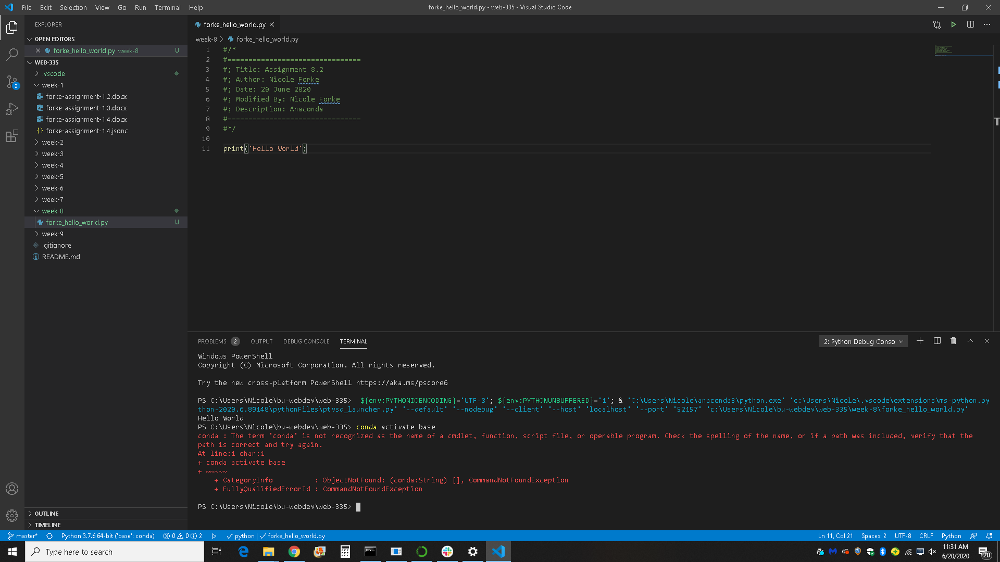 File Edit Selection View Go Run Terminal Help
forke_hello_world.py - web-335 - Visual Studio Code
EXPLORER
OPEN EDITORS
forke_hello_world.py week-8 U
WEB-335
.vscode
week-1
forke-assignment-1.2.docx
forke-assignment-1.3.docx
forke-assignment-1.4.docx
{} forke-assignment-1.4.jsonc
week-2
week-3
week-4
week-5
week-6
week-7
week-8
forke_hello_world.py U
week-9
.gitignore
README.md
OUTLINE
TIMELINE
2
forke_hello_world.py
week-8 > forke_hello_world.py
1 #/*
2 #================================
3 #; Title: Assignment 8.2
4 #; Author: Nicole Forke
5 #; Date: 20 June 2020
6 #; Modified By: Nicole Forke
7 #; Description: Anaconda
8 #================================
9 #*/
10
11 print('Hello World')
PROBLEMS 2 OUTPUT DEBUG CONSOLE TERMINAL
2: Python Debug Conso
Windows PowerShell
Copyright (C) Microsoft Corporation. All rights reserved.
Try the new cross-platform PowerShell https://aka.ms/pscore6
PS C:\Users\Nicole\bu-webdev\web-335>  ${env:PYTHONIOENCODING}='UTF-8'; ${env:PYTHONUNBUFFERED}='1'; & 'C:\Users\Nicole\anaconda3\python.exe' 'c:\Users\Nicole\.vscode\extensions\ms-python.py
thon-2020.6.89148\pythonFiles\ptvsd_launcher.py' '--default' '--nodebug' '--client' '--host' 'localhost' '--port' '52157' 'c:\Users\Nicole\bu-webdev\web-335\week-8\forke_hello_world.py'
Hello World
PS C:\Users\Nicole\bu-webdev\web-335> conda activate base
conda : The term 'conda' is not recognized as the name of a cmdlet, function, script file, or operable program. Check the spelling of the name, or if a path was included, verify that the
path is correct and try again.
At line:1 char:1
+ conda activate base
+ ~~~~~
    + CategoryInfo          : ObjectNotFound: (conda:String) [], CommandNotFoundException
    + FullyQualifiedErrorId : CommandNotFoundException
PS C:\Users\Nicole\bu-webdev\web-335>
master* Python 3.7.6 64-bit ('base': conda) 0 0 2 python | forke_hello_world.py
Ln 11, Col 21 Spaces: 2 UTF-8 CRLF Python
Type here to search
11:31 AM
6/20/2020
20